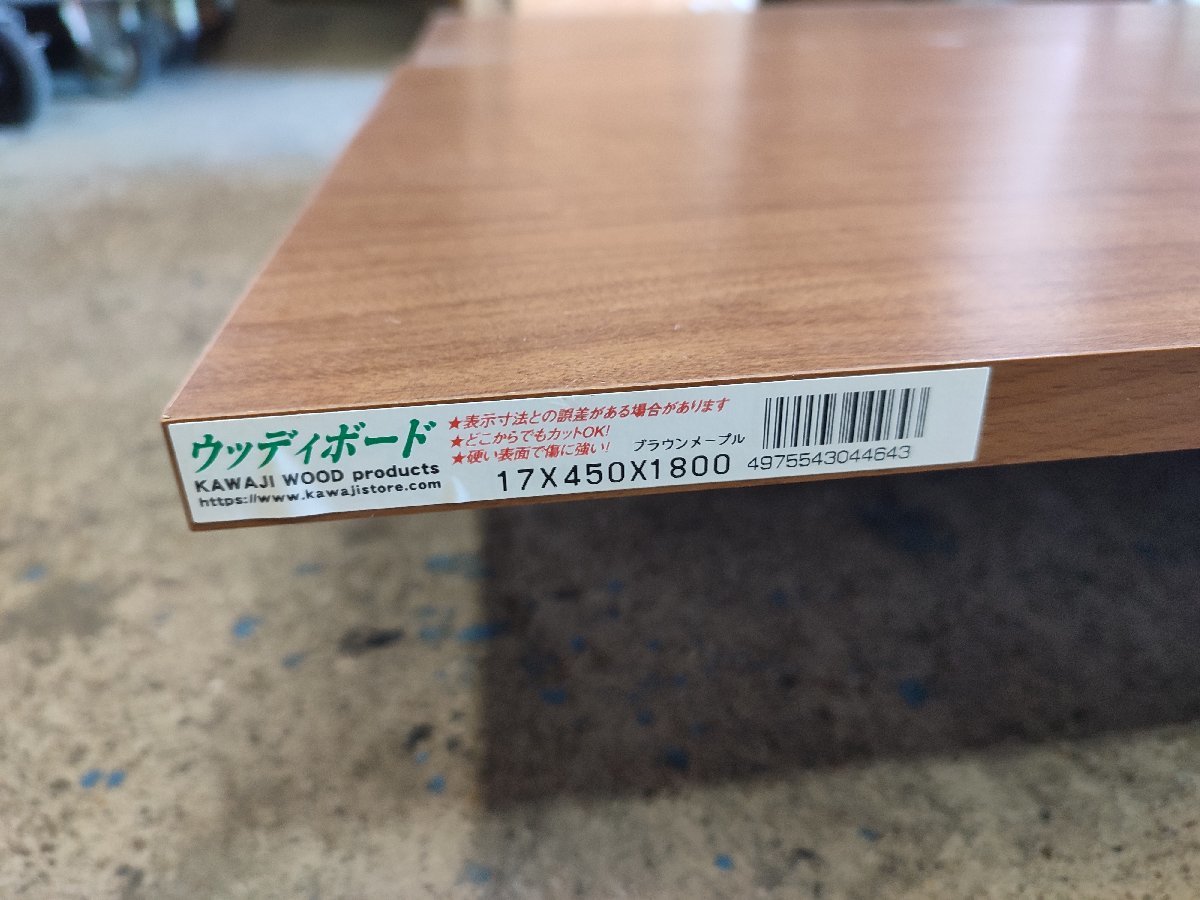 ウッディボード
KAWAJI WOOD products
https://www.kawajistore.com
★表示寸法との誤差がある場合があります
★どこからでもカットOK!
★硬い表面で傷に強い!
ブラウンメープル
17X450X1800
4975543044643